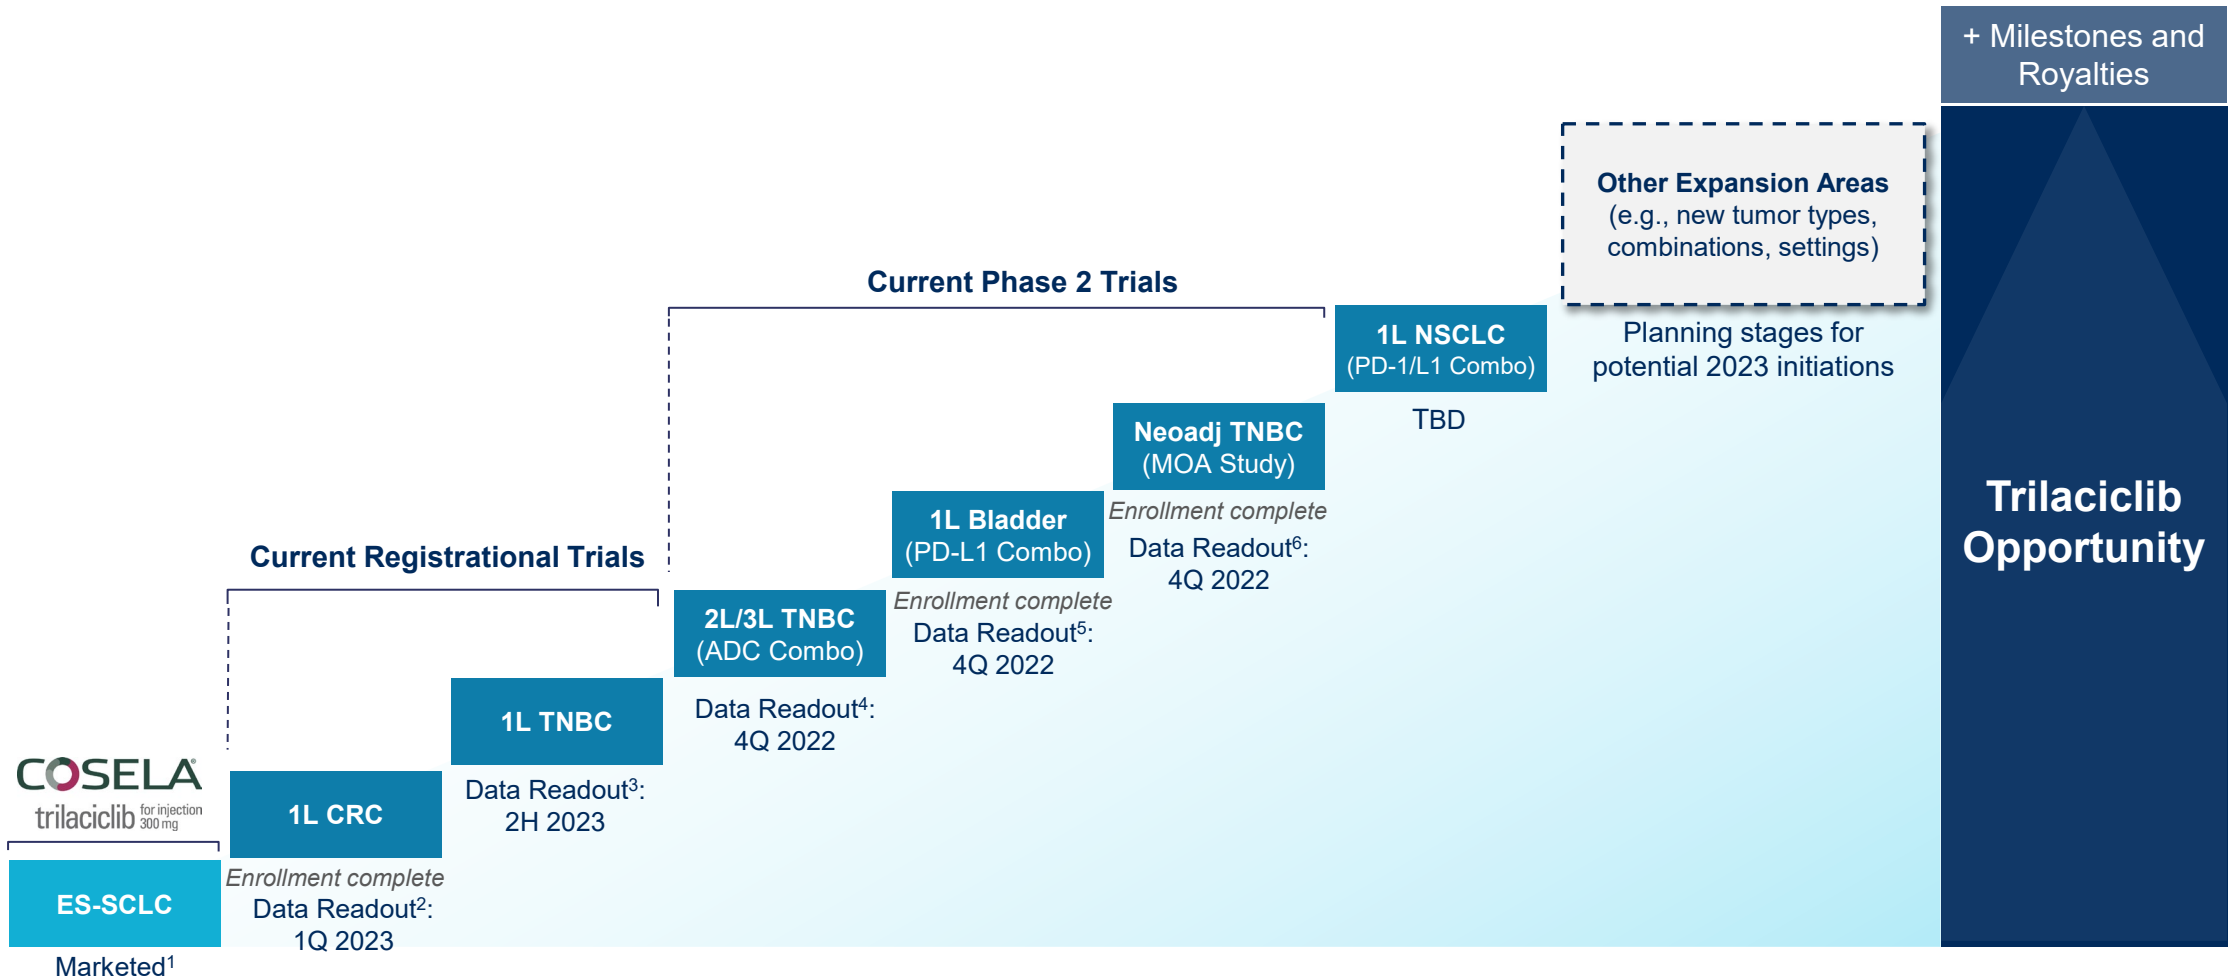 + Milestones and
Royalties
Other Expansion Areas
(e.g., new tumor types,
combinations, settings)
Planning stages for
potential 2023 initiations
Current Phase 2 Trials
1L NSCLC
(PD-1/L1 Combo)
TBD
Neoadj TNBC
(MOA Study)
Enrollment complete
Data Readout⁶:
4Q 2022
1L Bladder
(PD-L1 Combo)
Enrollment complete
Data Readout⁵:
4Q 2022
2L/3L TNBC
(ADC Combo)
Data Readout⁴:
4Q 2022
Current Registrational Trials
1L TNBC
Data Readout³:
2H 2023
1L CRC
Enrollment complete
Data Readout²:
1Q 2023
COSELA®
trilaciclib for injection
300 mg
ES-SCLC
Marketed¹
Trilaciclib
Opportunity